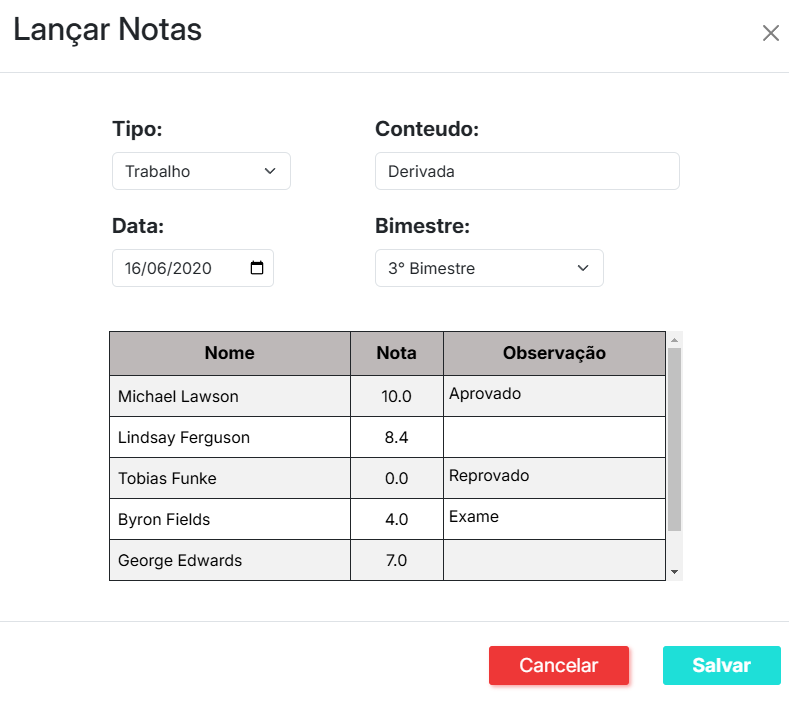 Lançar Notas
Tipo: Conteudo:
Trabalho Derivada
Data: Bimestre:
16/06/2020 3° Bimestre
Nome Nota Observação
Michael Lawson 10.0 Aprovado
Lindsay Ferguson 8.4
Tobias Funke 0.0 Reprovado
Byron Fields 4.0 Exame
George Edwards 7.0
Cancelar Salvar